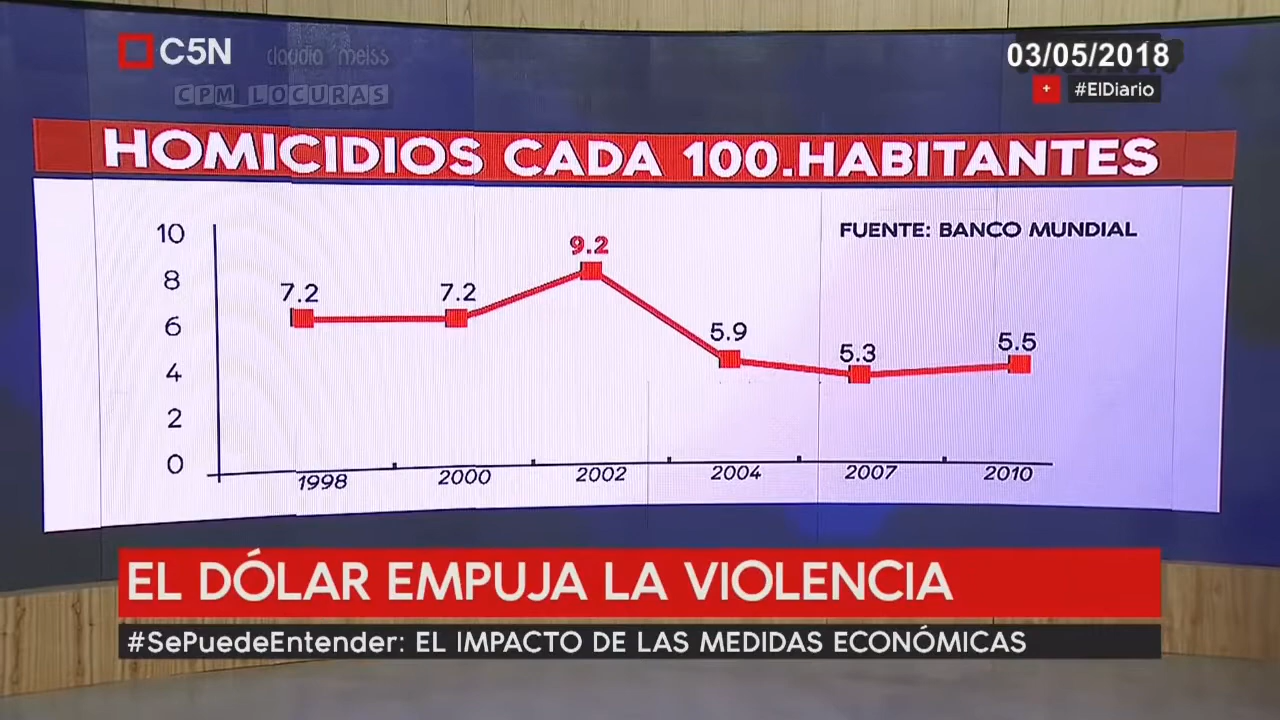 C5N
claudia meiss
CPM LOCURAS
03/05/2018
+ #ElDiario
HOMICIDIOS CADA 100.HABITANTES
FUENTE: BANCO MUNDIAL
10
8
6
4
2
0
7.2
7.2
9.2
5.9
5.3
5.5
1998
2000
2002
2004
2007
2010
EL DÓLAR EMPUJA LA VIOLENCIA
#SePuedeEntender: EL IMPACTO DE LAS MEDIDAS ECONÓMICAS